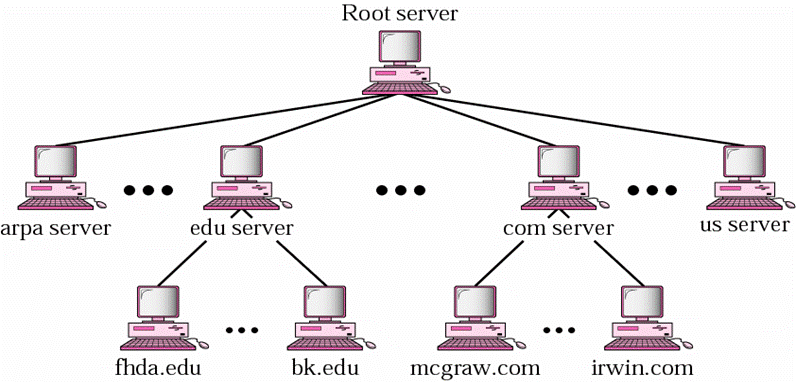 Root server
arpa server
edu server
com server
us server
fhda.edu
bk.edu
mcgraw.com
irwin.com